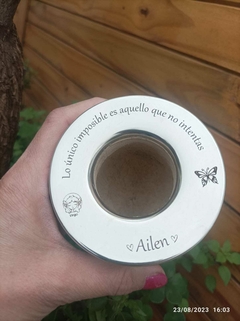 Lo único imposible es aquello que no intentas
Ailen
23/08/2023 16:03